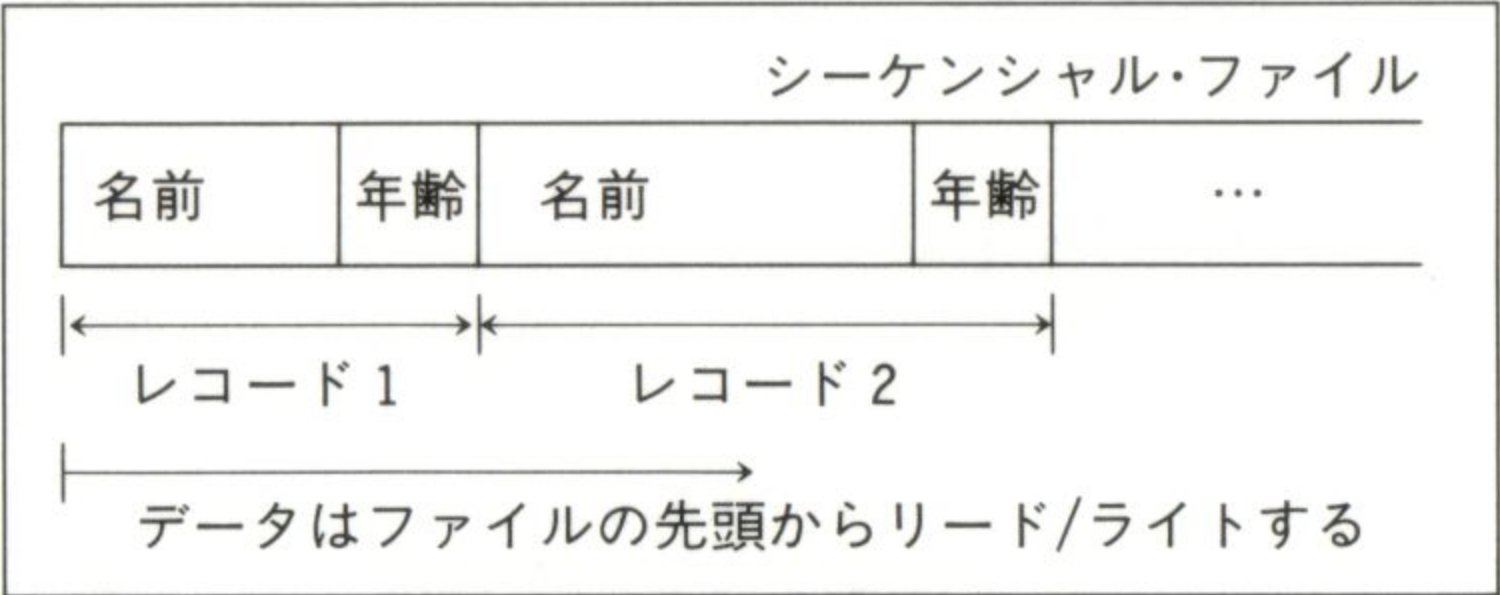 シーケンシャル・ファイル
名前 年齢 名前 年齢 …
レコード1 レコード2
データはファイルの先頭からリード/ライトする